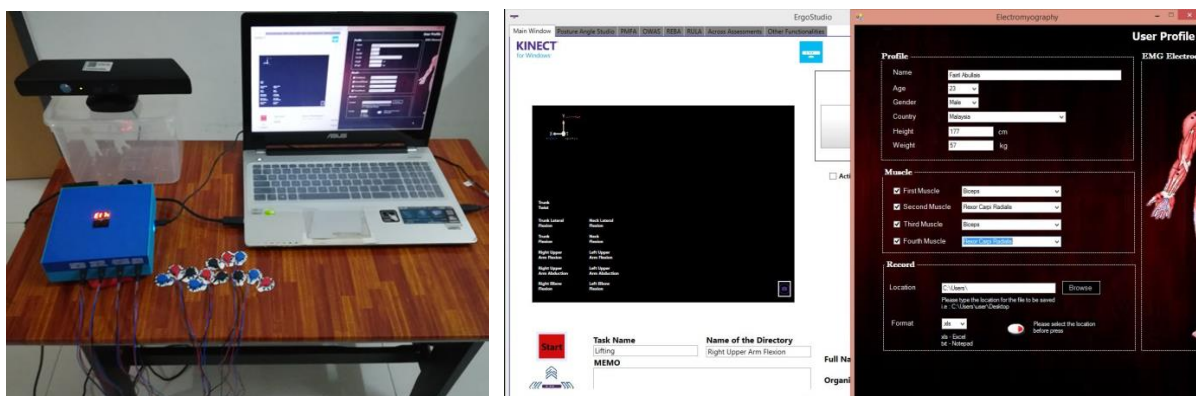 ASUS
ErgoStudio
Main Window Posture Angle Studio PMFA OWAS REBA RULA Across Assessments Other Functionalities
KINECT
for Windows
Trunk
Twist
Trunk Lateral Neck Lateral
Flexion Flexion
Trunk Neck
Flexion Flexion
Right Upper Left Upper
Arm Flexion Arm Flexion
Right Upper Left Upper
Arm Abduction Arm Abduction
Right Elbow Left Elbow
Flexion Flexion
Start
Task Name Name of the Directory
Lifting Right Upper Arm Flexion
MEMO
Acti
Full Na
Organi
Electromyography
User Profile
Profile
EMG Electrod
Name
Age 23
Gender Male
Country Malaysia
Height 177 cm
Weight 57 kg
Muscle
First Muscle Biceps
Second Muscle Flexor Carpi Radialis
Third Muscle Biceps
Fourth Muscle Flexor Carpi Radialis
Record
Location C:\Users\ Browse
Please type the location for the file to be saved
i.e : C:\Users\user\Desktop
Format xls Please select the location
before press
xls - Excel
txt - Notepad